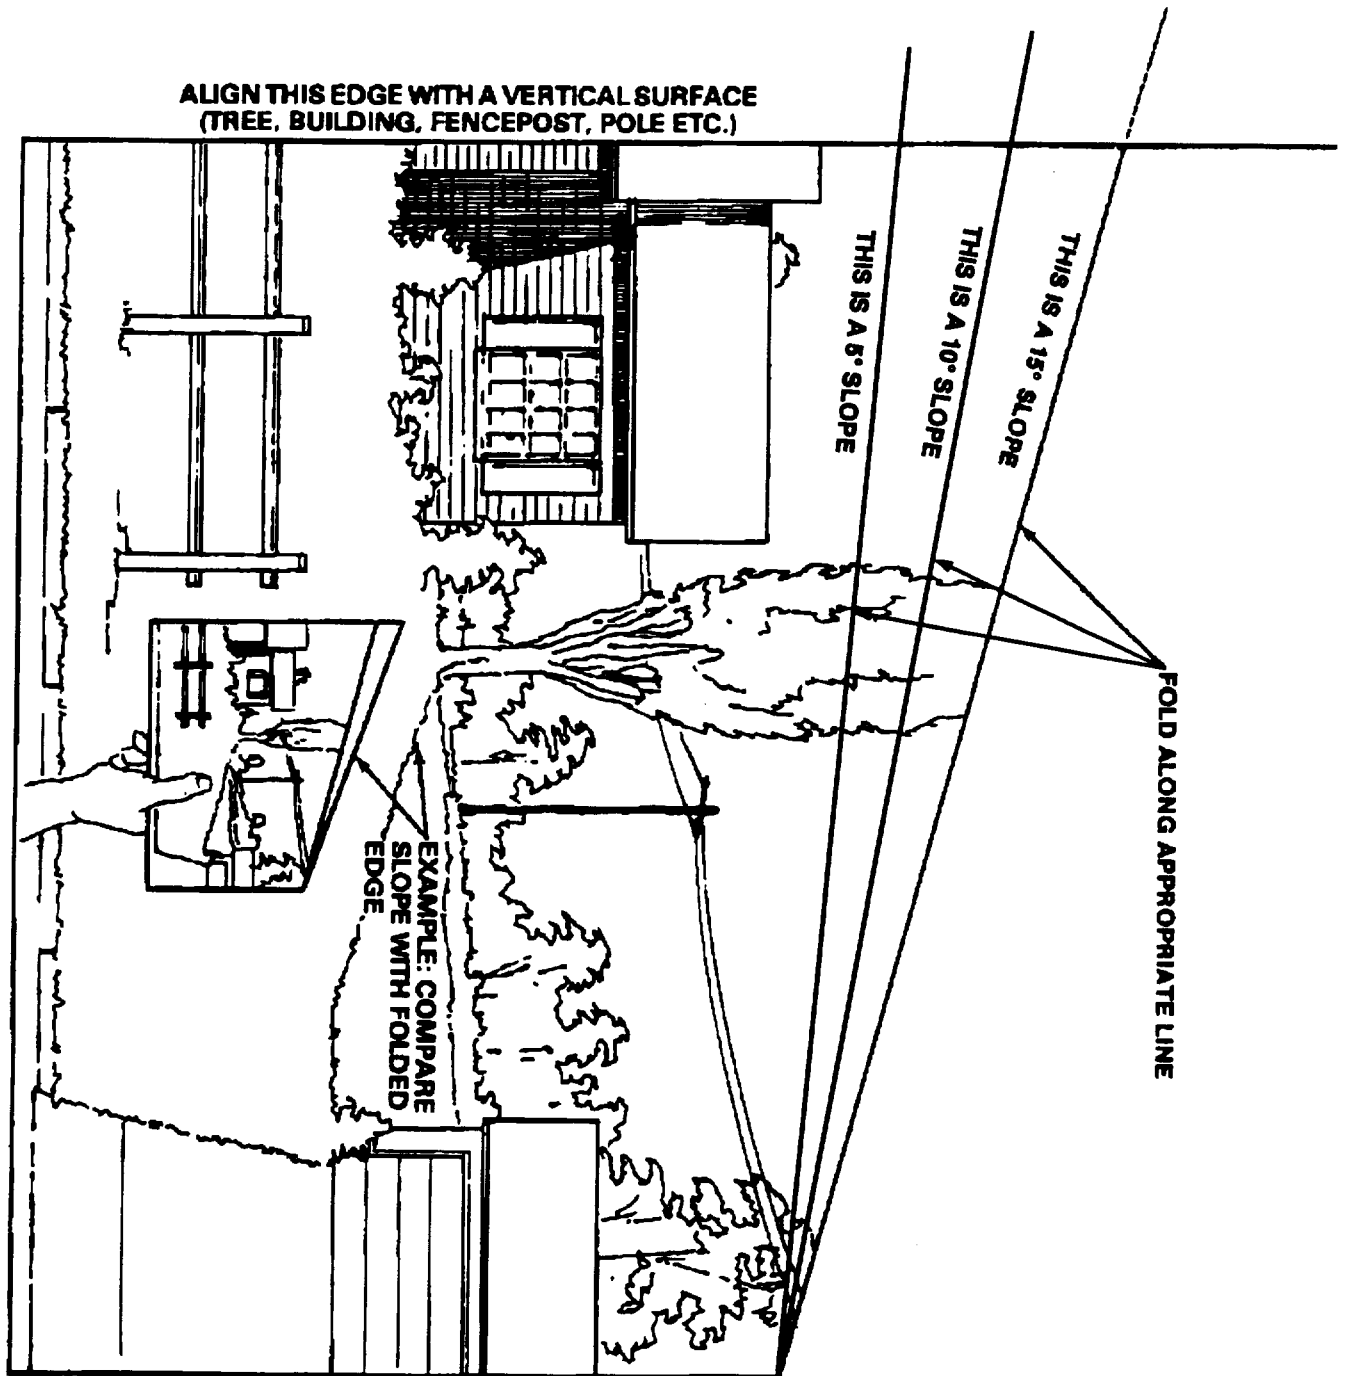 ALIGN THIS EDGE WITH A VERTICAL SURFACE
(TREE, BUILDING, FENCEPOST, POLE ETC.)
THIS IS A 15° SLOPE
THIS IS A 10° SLOPE
THIS IS A 5° SLOPE
FOLD ALONG APPROPRIATE LINE
EXAMPLE: COMPARE
SLOPE WITH FOLDED
EDGE